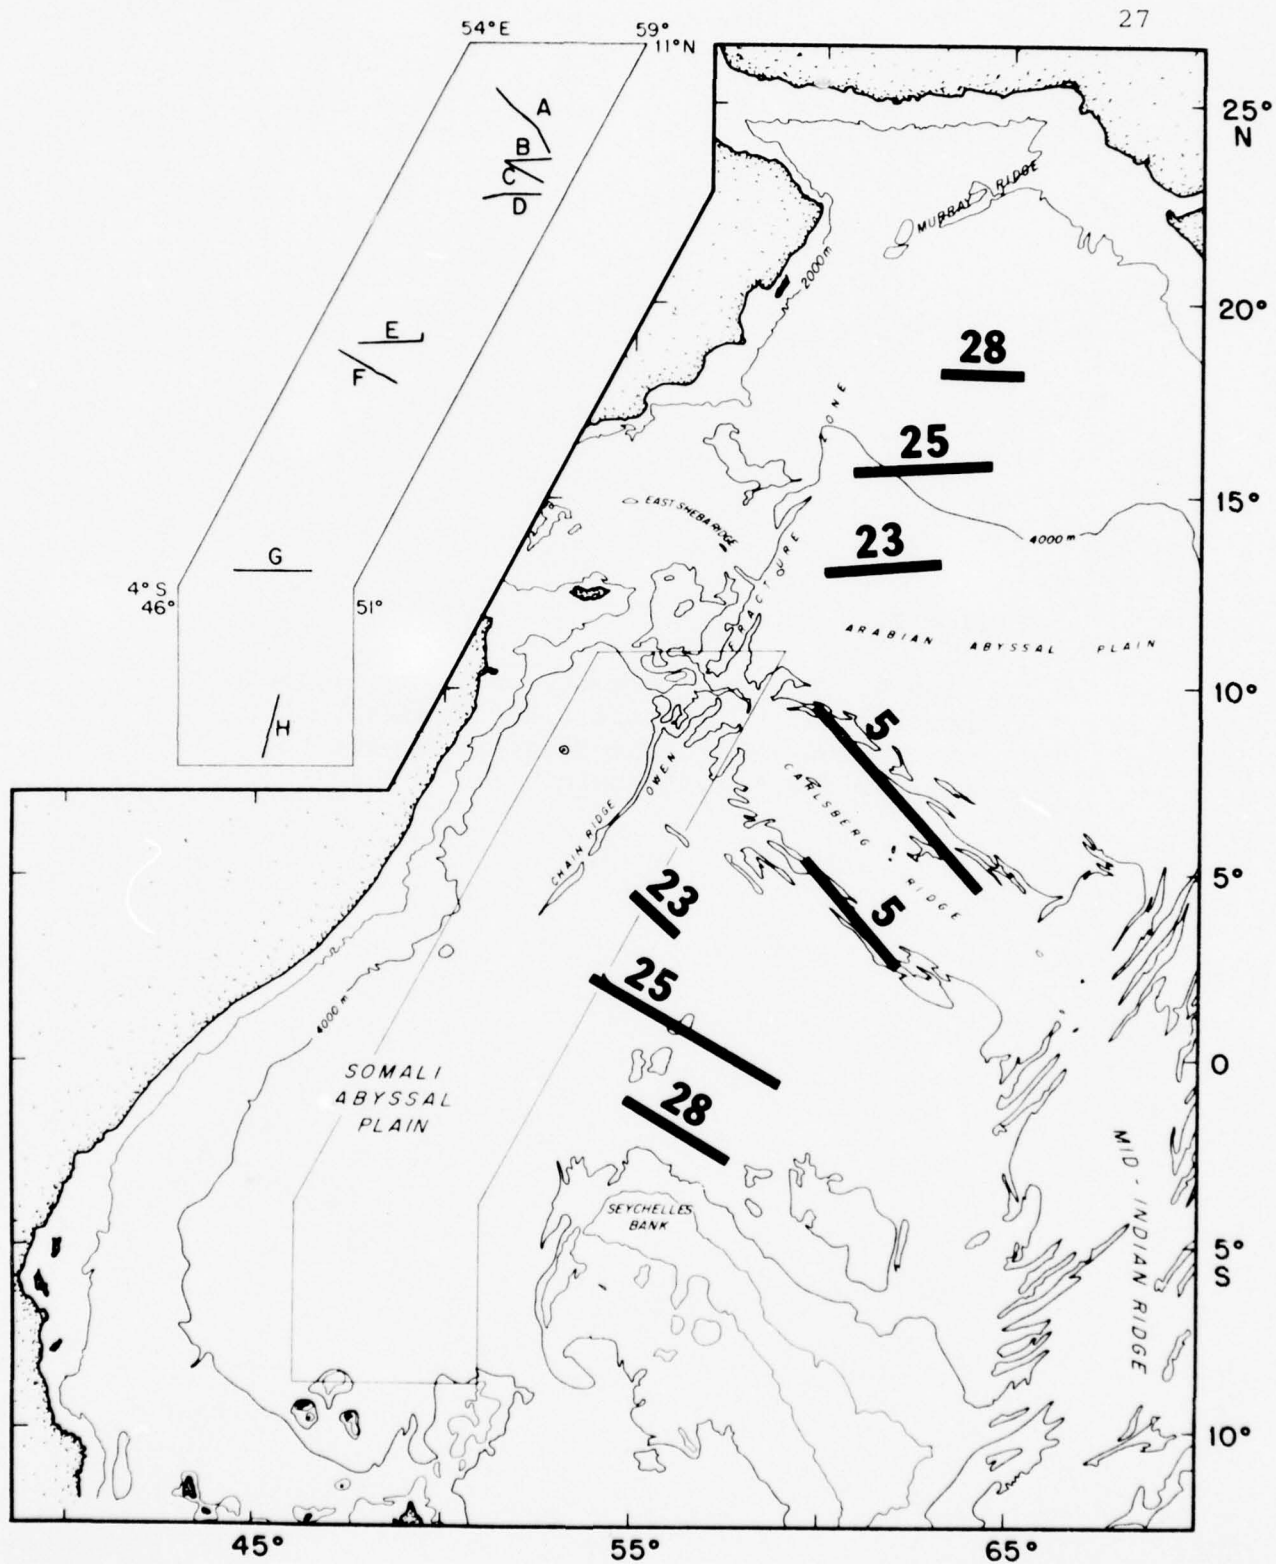 27
54°E
59°
11°N
A
B
C
D
E
F
G
4°S
46°
51°
H
25°
N
MURRAY RIDGE
2000m
20°
28
ZONE
25
15°
EAST SHEBA RIDGE
4000m
23
FRACTURE
ARABIAN ABYSSAL PLAIN
10°
5
OWEN
CARLSBERG RIDGE
CHAIN RIDGE
5°
23
5
25
4000m
0
SOMALI
ABYSSAL
PLAIN
28
MID-INDIAN RIDGE
SEYCHELLES
BANK
5°
S
10°
45°
55°
65°